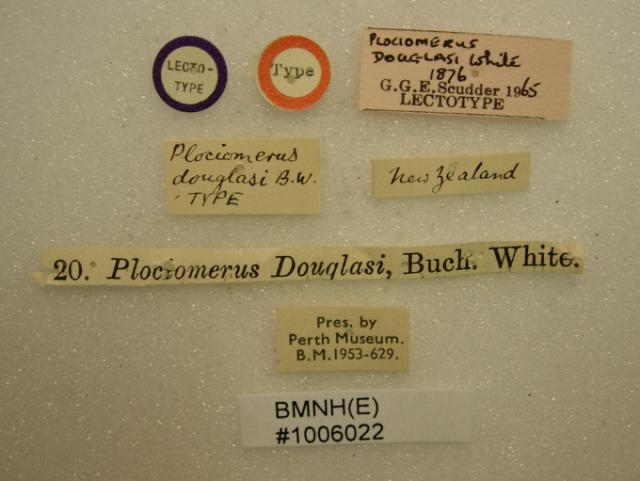 LECTO-
TYPE
Type
PLOCIOMERUS
DOUGLASI White
1876
G.G.E.Scudder 1965
LECTOTYPE
Plociomerus
douglasi B.W.
TYPE
New Zealand
20. Plociomerus Douglasi, Buch. White.
Pres. by
Perth Museum.
B.M.1953-629.
BMNH(E)
#1006022